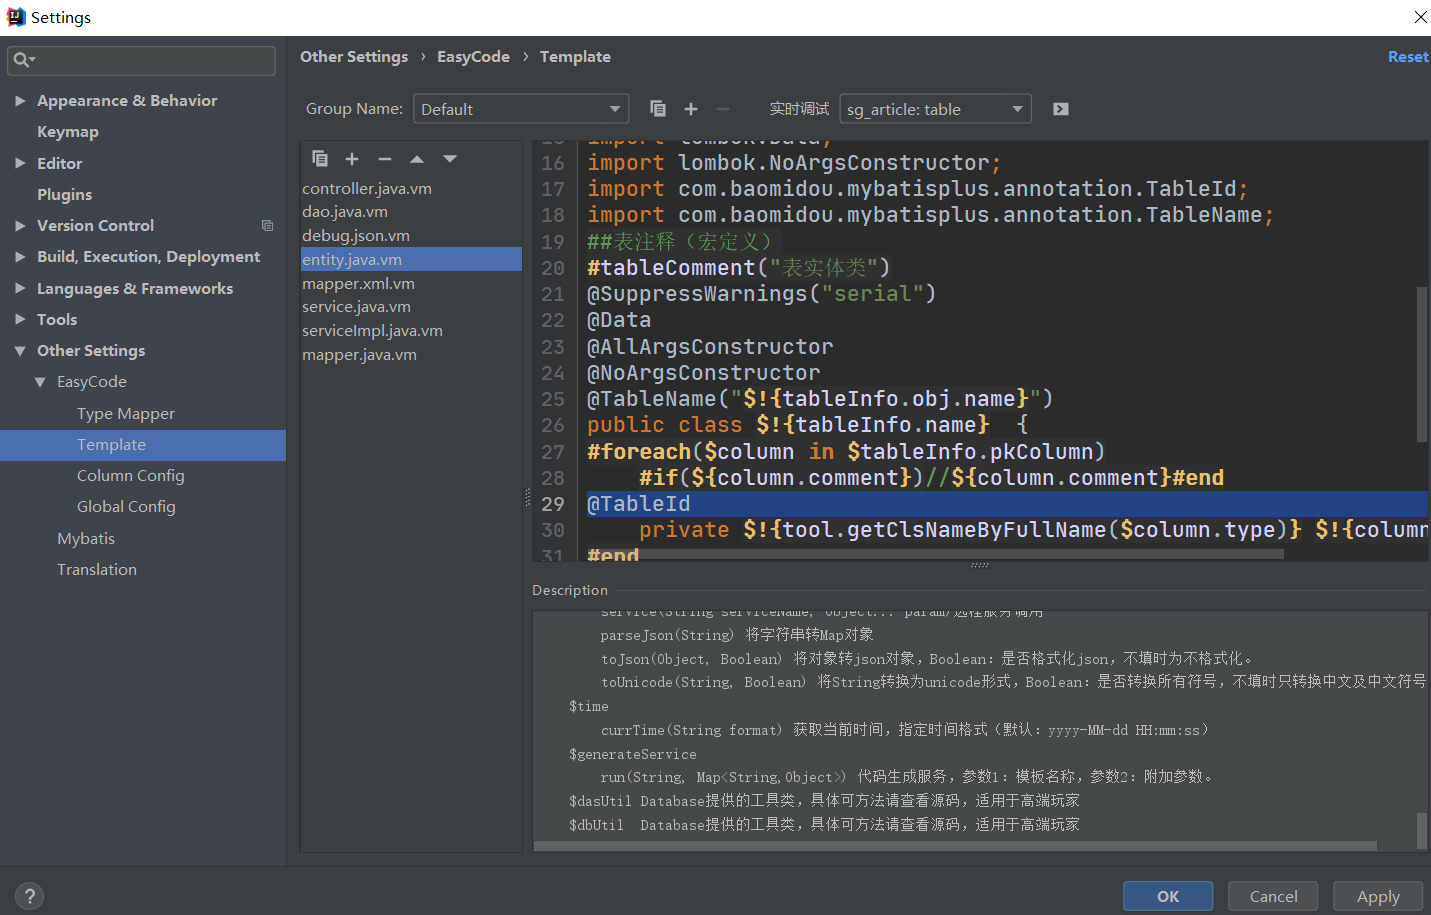 Settings
Other Settings › EasyCode › Template
Reset
Appearance & Behavior
Keymap
Editor
Plugins
Version Control
Build, Execution, Deployment
Languages & Frameworks
Tools
Other Settings
EasyCode
Type Mapper
Template
Column Config
Global Config
Mybatis
Translation
Group Name: Default 实时调试 sg_article: table
controller.java.vm
dao.java.vm
debug.json.vm
entity.java.vm
mapper.xml.vm
service.java.vm
serviceImpl.java.vm
mapper.java.vm
15 import lombok.Data;
16 import lombok.NoArgsConstructor;
17 import com.baomidou.mybatisplus.annotation.TableId;
18 import com.baomidou.mybatisplus.annotation.TableName;
19 ##表注释（宏定义）
20 #tableComment("表实体类")
21 @SuppressWarnings("serial")
22 @Data
23 @AllArgsConstructor
24 @NoArgsConstructor
25 @TableName("$!{tableInfo.obj.name}")
26 public class $!{tableInfo.name}  {
27 #foreach($column in $tableInfo.pkColumn)
28     #if(${column.comment})//${column.comment}#end
29 @TableId
30     private $!{tool.getClsNameByFullName($column.type)} $!{column
31 #end
Description
service(String serviceName, Object... param)远程服务调用
parseJson(String) 将字符串转Map对象
toJson(Object, Boolean) 将对象转json对象，Boolean：是否格式化json，不填时为不格式化。
toUnicode(String, Boolean) 将String转换为unicode形式，Boolean：是否转换所有符号，不填时只转换中文及中文符号
$time
currTime(String format) 获取当前时间，指定时间格式（默认：yyyy-MM-dd HH:mm:ss）
$generateService
run(String, Map<String,Object>) 代码生成服务，参数1：模板名称，参数2：附加参数。
$dasUtil Database提供的工具类，具体可方法请查看源码，适用于高端玩家
$dbUtil  Database提供的工具类，具体可方法请查看源码，适用于高端玩家
?
OK
Cancel
Apply